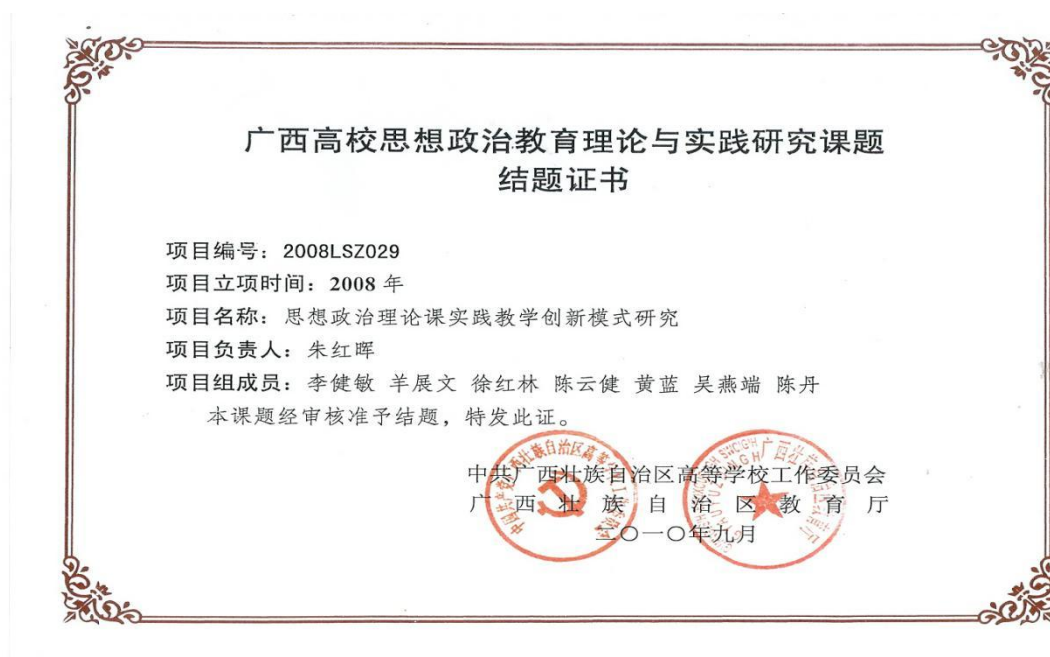 广西高校思想政治教育理论与实践研究课题
结题证书
项目编号：2008LSZ029
项目立项时间：2008 年
项目名称：思想政治理论课实践教学创新模式研究
项目负责人：朱红晖
项目组成员：李健敏 羊展文 徐红林 陈云健 黄蓝 吴燕端 陈丹
本课题经审核准予结题，特发此证。
中共广西壮族自治区高等学校工作委员会
广西壮族自治区教育厅
二〇一〇年九月